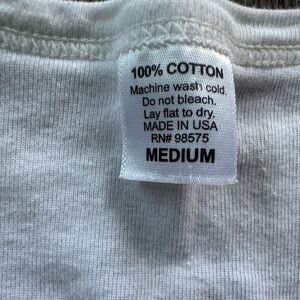 100% COTTON
Machine wash cold.
Do not bleach.
Lay flat to dry.
MADE IN USA
RN# 98575
MEDIUM